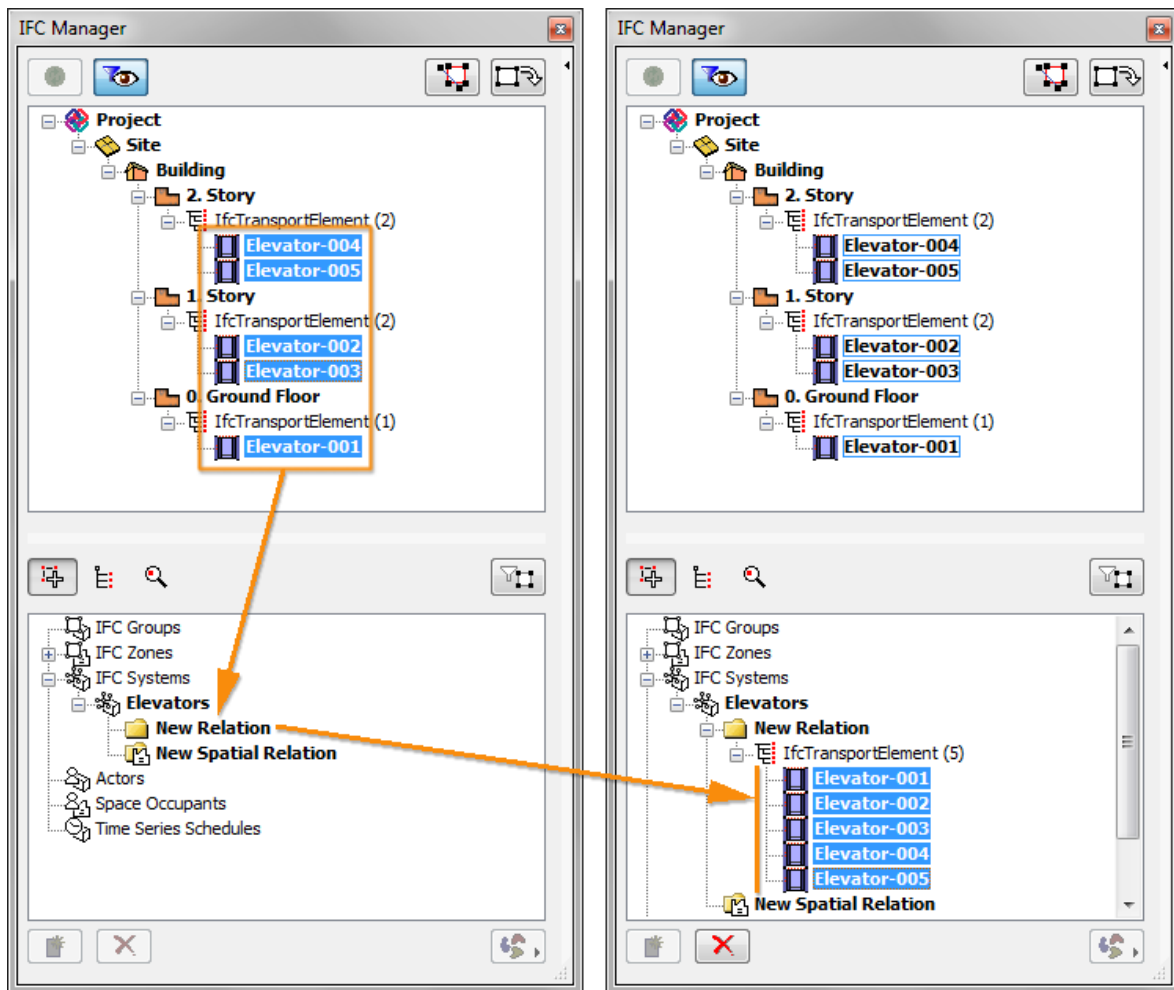 IFC Manager
Project
Site
Building
2. Story
IfcTransportElement (2)
Elevator-004
Elevator-005
1. Story
IfcTransportElement (2)
Elevator-002
Elevator-003
0. Ground Floor
IfcTransportElement (1)
Elevator-001
IFC Groups
IFC Zones
IFC Systems
Elevators
New Relation
New Spatial Relation
Actors
Space Occupants
Time Series Schedules
IFC Manager
Project
Site
Building
2. Story
IfcTransportElement (2)
Elevator-004
Elevator-005
1. Story
IfcTransportElement (2)
Elevator-002
Elevator-003
0. Ground Floor
IfcTransportElement (1)
Elevator-001
IFC Groups
IFC Zones
IFC Systems
Elevators
New Relation
IfcTransportElement (5)
Elevator-001
Elevator-002
Elevator-003
Elevator-004
Elevator-005
New Spatial Relation